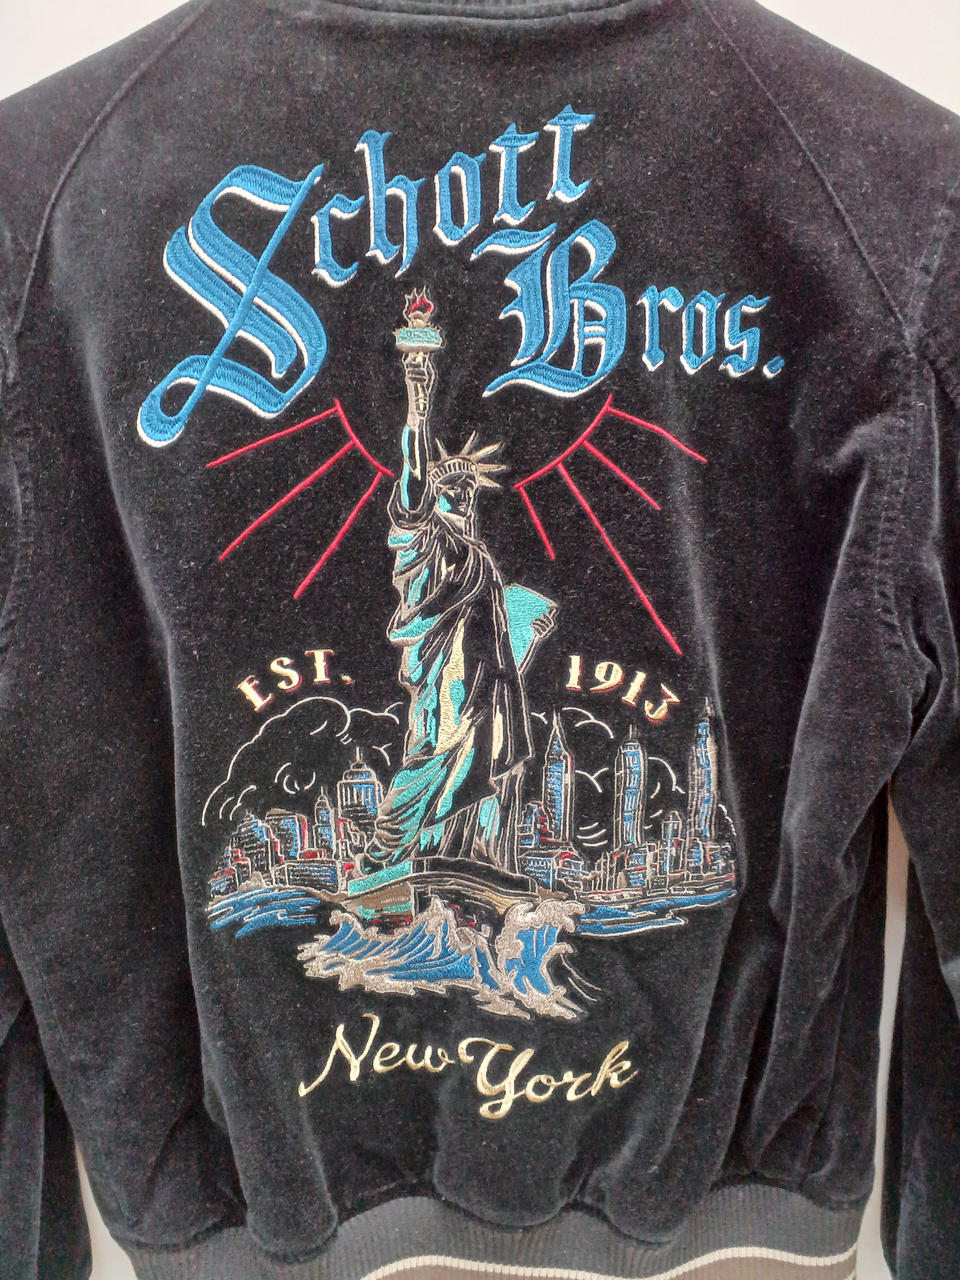 Schott
Bros.
EST. 1913
New York